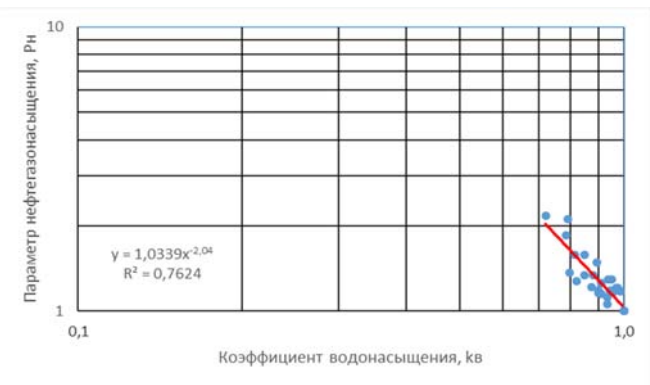 10
Параметр нефтегазонасыщения, Рн
y = 1,0339x^-2,04
R² = 0,7624
1
0,1
1,0
Коэффициент водонасыщения, kв